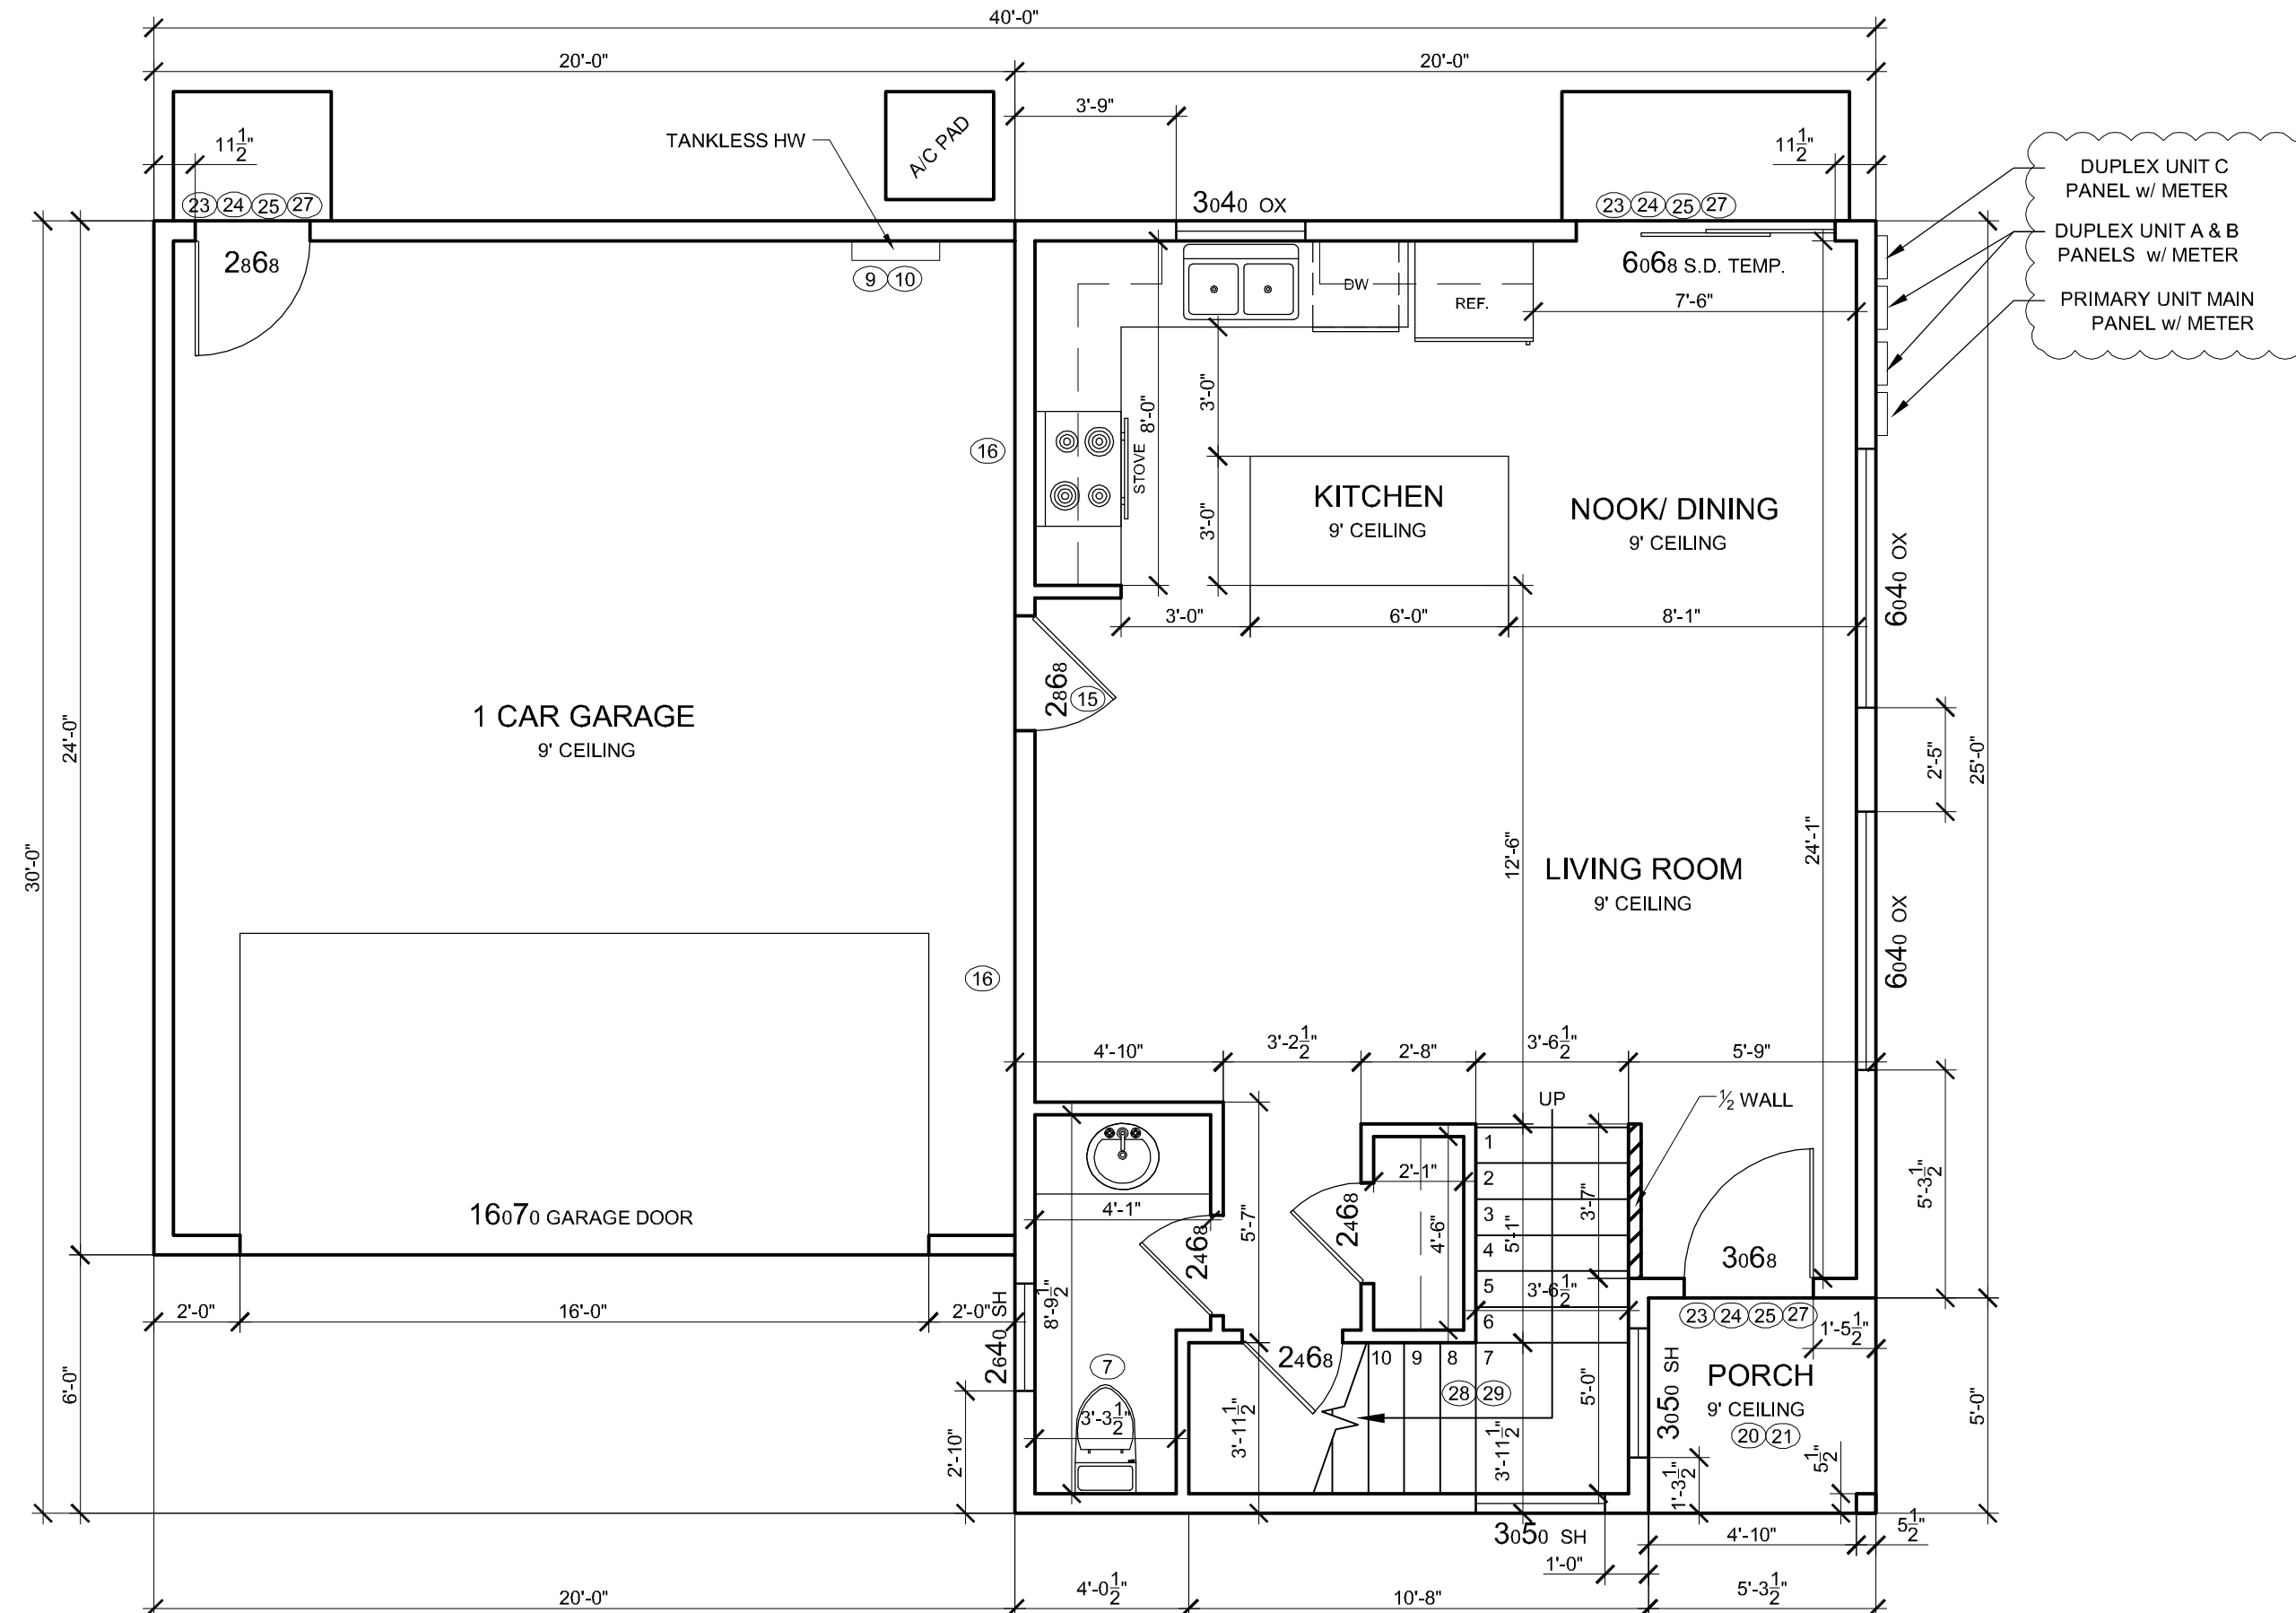 40'-0"
20'-0"
20'-0"
3'-9"
11 1/2"
TANKLESS HW
A/C PAD
11 1/2"
DUPLEX UNIT C
PANEL w/ METER
DUPLEX UNIT A & B
PANELS w/ METER
PRIMARY UNIT MAIN
PANEL w/ METER
3040 OX
23 24 25 27
23 24 25 27
2868
9 10
DW
REF.
6068 S.D. TEMP.
7'-6"
3'-0"
8'-0"
16
STOVE
KITCHEN
9' CEILING
NOOK/ DINING
9' CEILING
3'-0"
6040 OX
3'-0"
6'-0"
8'-1"
2868
15
1 CAR GARAGE
9' CEILING
24'-0"
30'-0"
2'-5"
25'-0"
12'-6"
24'-1"
LIVING ROOM
9' CEILING
6040 OX
16
4'-10"
3'-2 1/2"
2'-8"
3'-6 1/2"
5'-9"
UP
1/2 WALL
1
2
3
4
5
6
7
8
9
10
2'-1"
3'-7"
5'-3 1/2"
4'-1"
2468
5'-7"
2468
4'-6"
5'-1"
3068
16070 GARAGE DOOR
2'-0"
16'-0"
2'-0"
2640 SH
8'-9 1/2"
3'-6 1/2"
23 24 25 27
1'-5 1/2"
2468
7
28 29
5'-0"
3050 SH
PORCH
9' CEILING
20 21
5'-0"
6'-0"
2'-10"
3'-3 1/2"
3'-11 1/2"
3'-11 1/2"
1'-3 1/2"
5 1/2"
3050 SH
4'-10"
5 1/2"
1'-0"
20'-0"
4'-0 1/2"
10'-8"
5'-3 1/2"